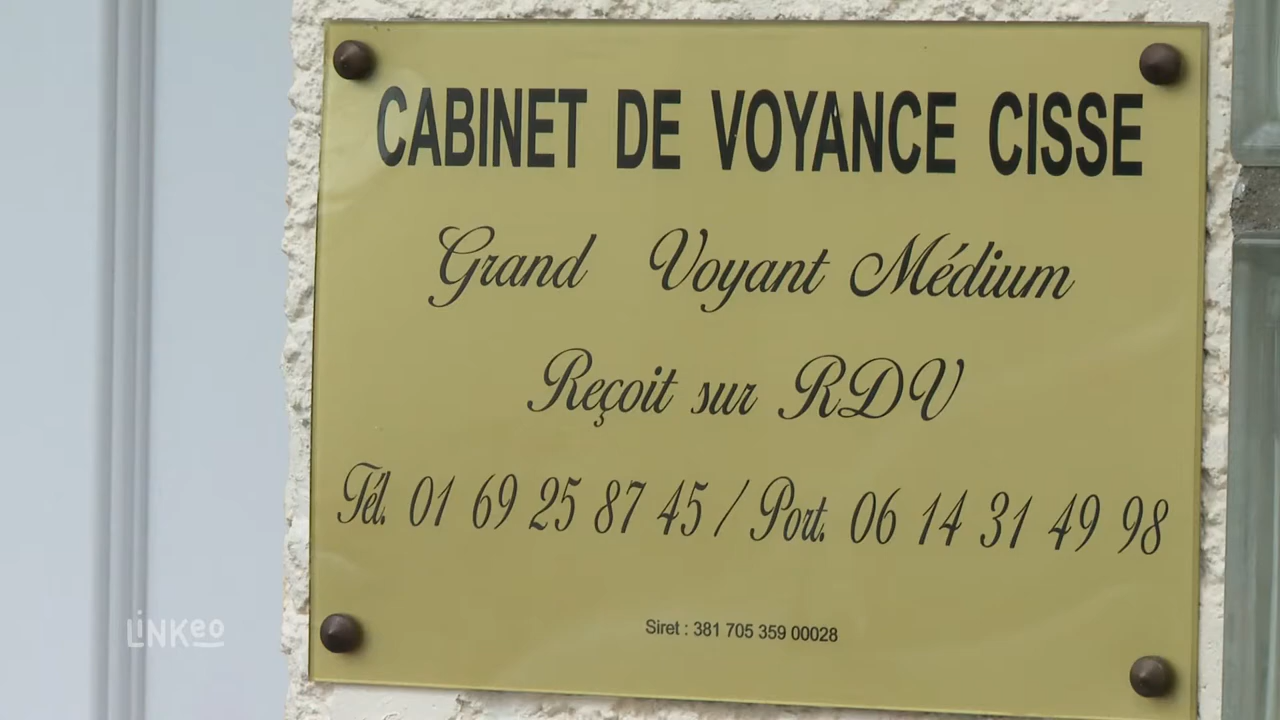 CABINET DE VOYANCE CISSE
Grand Voyant Médium
Reçoit sur RDV
Tél. 01 69 25 87 45 / Port. 06 14 31 49 98
Siret : 381 705 359 00028
LiNKeo